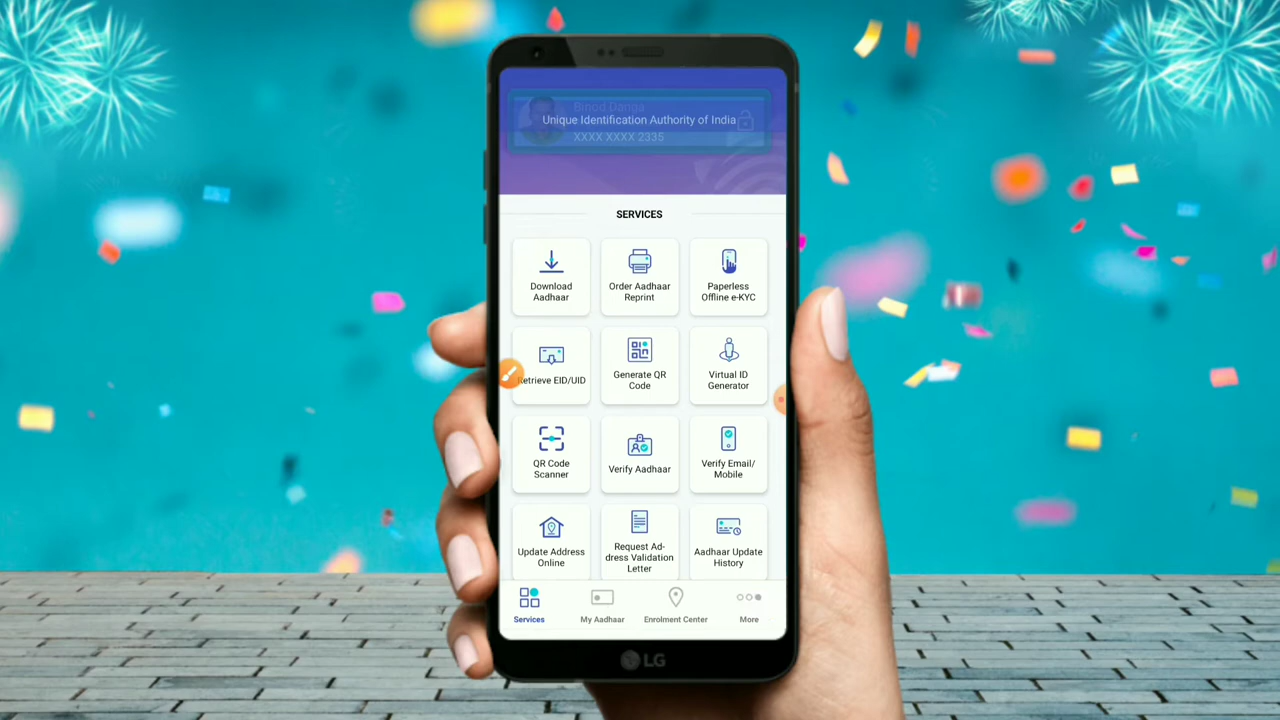 Binod Daripa
Unique Identification Authority of India
XXXX XXXX 2335
SERVICES
Download
Aadhaar
Order Aadhaar
Reprint
Paperless
Offline e-KYC
Retrieve EID/UID
Generate QR
Code
Virtual ID
Generator
QR Code
Scanner
Verify Aadhaar
Verify Email/
Mobile
Update Address
Online
Request Ad-
dress Validation
Letter
Aadhaar Update
History
Services
My Aadhaar
Enrolment Center
More
LG